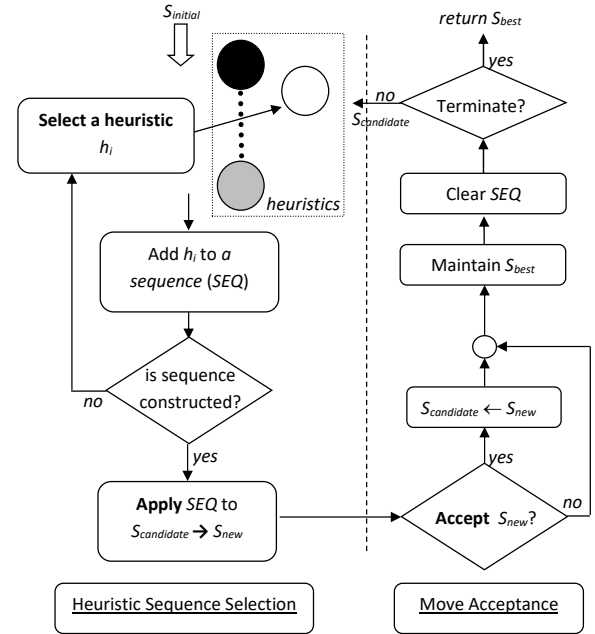 S_initial
Select a heuristic
h_i
heuristics
Add h_i to a
sequence (SEQ)
is sequence
constructed?
no
yes
Apply SEQ to
S_candidate → S_new
Heuristic Sequence Selection
return S_best
yes
no
Terminate?
S_candidate
Clear SEQ
Maintain S_best
S_candidate ← S_new
yes
no
Accept S_new?
Move Acceptance